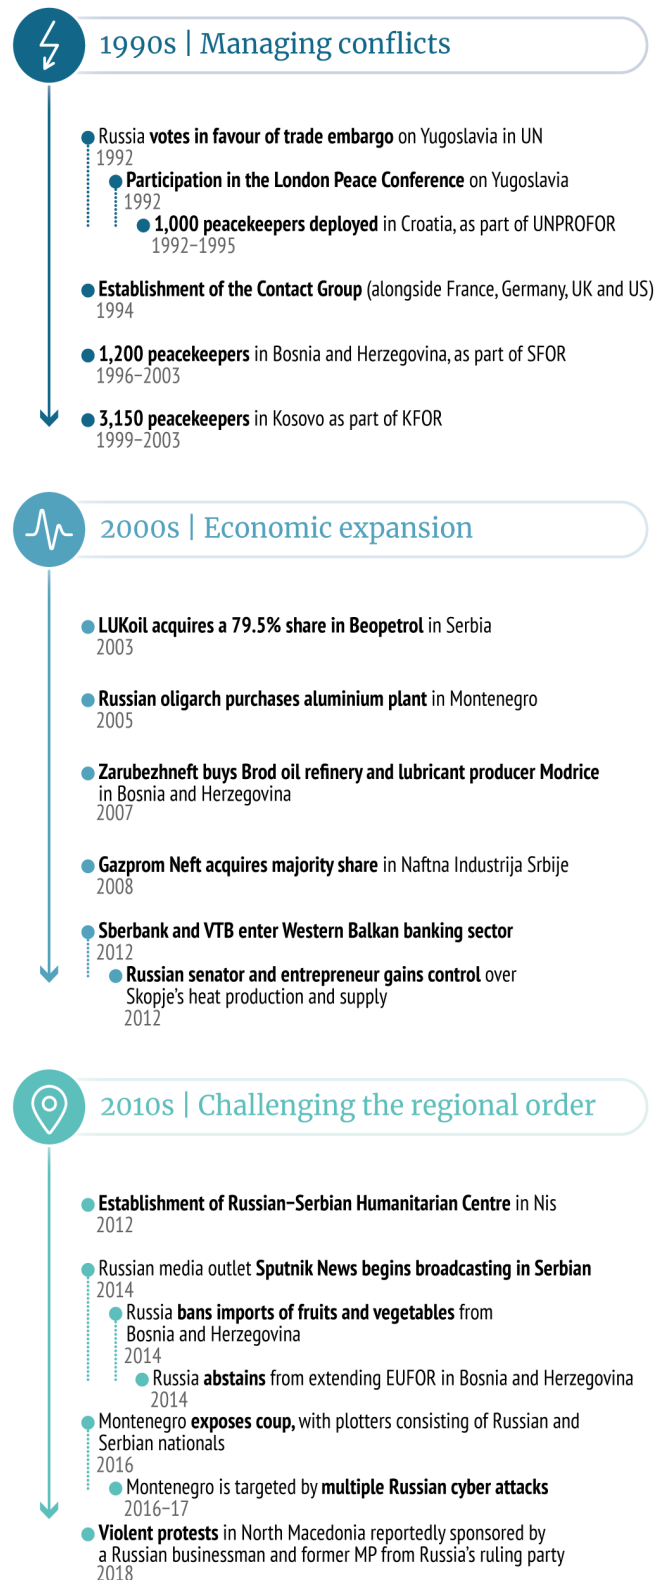 1990s | Managing conflicts
Russia votes in favour of trade embargo on Yugoslavia in UN
1992
Participation in the London Peace Conference on Yugoslavia
1992
1,000 peacekeepers deployed in Croatia, as part of UNPROFOR
1992–1995
Establishment of the Contact Group (alongside France, Germany, UK and US)
1994
1,200 peacekeepers in Bosnia and Herzegovina, as part of SFOR
1996–2003
3,150 peacekeepers in Kosovo as part of KFOR
1999–2003
2000s | Economic expansion
LUKoil acquires a 79.5% share in Beopetrol in Serbia
2003
Russian oligarch purchases aluminium plant in Montenegro
2005
Zarubezhneft buys Brod oil refinery and lubricant producer Modrice
in Bosnia and Herzegovina
2007
Gazprom Neft acquires majority share in Naftna Industrija Srbije
2008
Sberbank and VTB enter Western Balkan banking sector
2012
Russian senator and entrepreneur gains control over
Skopje's heat production and supply
2012
2010s | Challenging the regional order
Establishment of Russian–Serbian Humanitarian Centre in Nis
2012
Russian media outlet Sputnik News begins broadcasting in Serbian
2014
Russia bans imports of fruits and vegetables from
Bosnia and Herzegovina
2014
Russia abstains from extending EUFOR in Bosnia and Herzegovina
2014
Montenegro exposes coup, with plotters consisting of Russian and
Serbian nationals
2016
Montenegro is targeted by multiple Russian cyber attacks
2016–17
Violent protests in North Macedonia reportedly sponsored by
a Russian businessman and former MP from Russia's ruling party
2018